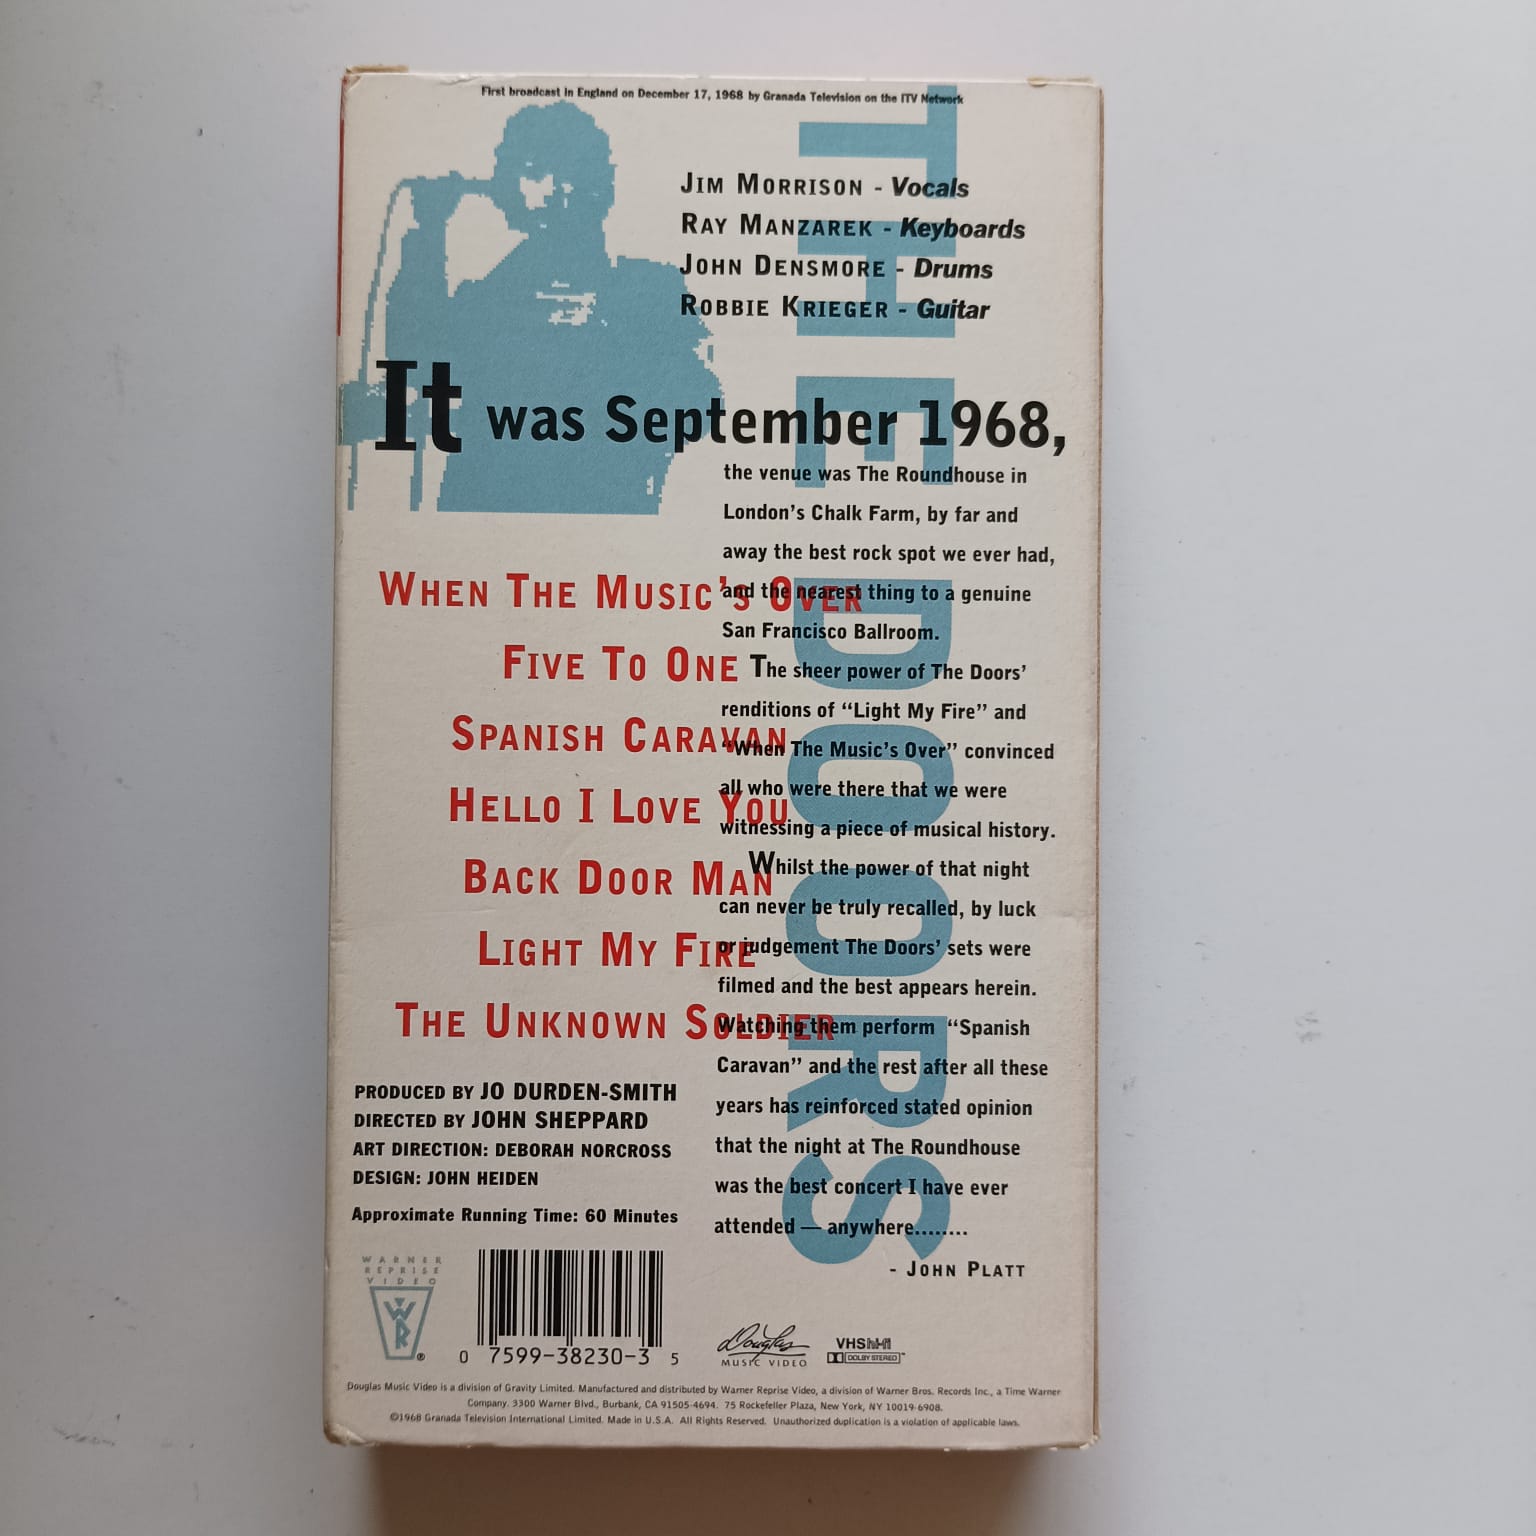 First broadcast in England on December 17, 1968 by Granada Television on the ITV Network
THE DOORS
JIM MORRISON - Vocals
RAY MANZAREK - Keyboards
JOHN DENSMORE - Drums
ROBBIE KRIEGER - Guitar
It was September 1968,
the venue was The Roundhouse in
London's Chalk Farm, by far and
away the best rock spot we ever had,
and the nearest thing to a genuine
San Francisco Ballroom.
The sheer power of The Doors'
renditions of “Light My Fire” and
“When The Music's Over” convinced
all who were there that we were
witnessing a piece of musical history.
Whilst the power of that night
can never be truly recalled, by luck
or judgement The Doors' sets were
filmed and the best appears herein.
Watching them perform “Spanish
Caravan” and the rest after all these
years has reinforced stated opinion
that the night at The Roundhouse
was the best concert I have ever
attended — anywhere........
- JOHN PLATT
WHEN THE MUSIC'S OVER
FIVE TO ONE
SPANISH CARAVAN
HELLO I LOVE YOU
BACK DOOR MAN
LIGHT MY FIRE
THE UNKNOWN SOLDIER
PRODUCED BY JO DURDEN-SMITH
DIRECTED BY JOHN SHEPPARD
ART DIRECTION: DEBORAH NORCROSS
DESIGN: JOHN HEIDEN
Approximate Running Time: 60 Minutes
WARNER
REPRISE
VIDEO
W
R
®
0 7599-38230-3 5
Douglas
MUSIC VIDEO
VHS hi-fi
DOLBY STEREO™
Douglas Music Video is a division of Gravity Limited. Manufactured and distributed by Warner Reprise Video, a division of Warner Bros. Records Inc., a Time Warner
Company. 3300 Warner Blvd., Burbank, CA 91505-4694. 75 Rockefeller Plaza, New York, NY 10019-6908.
©1968 Granada Television International Limited. Made in U.S.A. All Rights Reserved. Unauthorized duplication is a violation of applicable laws.